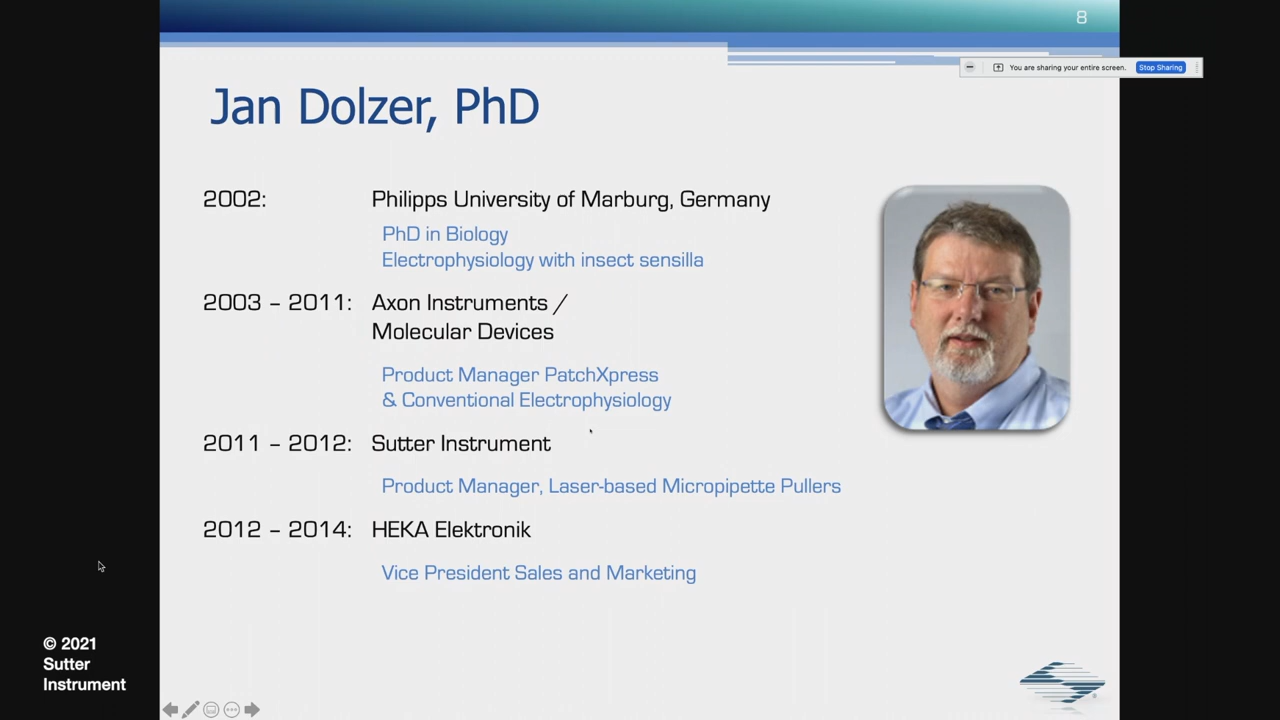 8
You are sharing your entire screen.
Stop Sharing
Jan Dolzer, PhD
2002: Philipps University of Marburg, Germany
PhD in Biology
Electrophysiology with insect sensilla
2003 – 2011: Axon Instruments /
Molecular Devices
Product Manager PatchXpress
& Conventional Electrophysiology
2011 – 2012: Sutter Instrument
Product Manager, Laser-based Micropipette Pullers
2012 – 2014: HEKA Elektronik
Vice President Sales and Marketing
© 2021
Sutter
Instrument